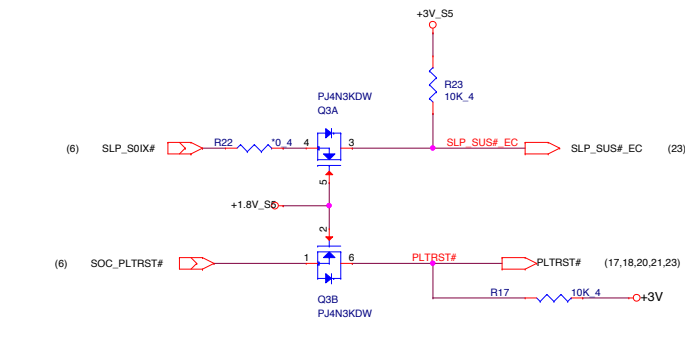 +3V_S5
R23
10K_4
PJ4N3KDW
Q3A
(6) SLP_S0IX# R22 *0_4 4 3 SLP_SUS#_EC SLP_SUS#_EC (23)
5
+1.8V_S5
2
(6) SOC_PLTRST# 1 6 PLTRST# PLTRST# (17,18,20,21,23)
R17 10K_4 +3V
Q3B
PJ4N3KDW